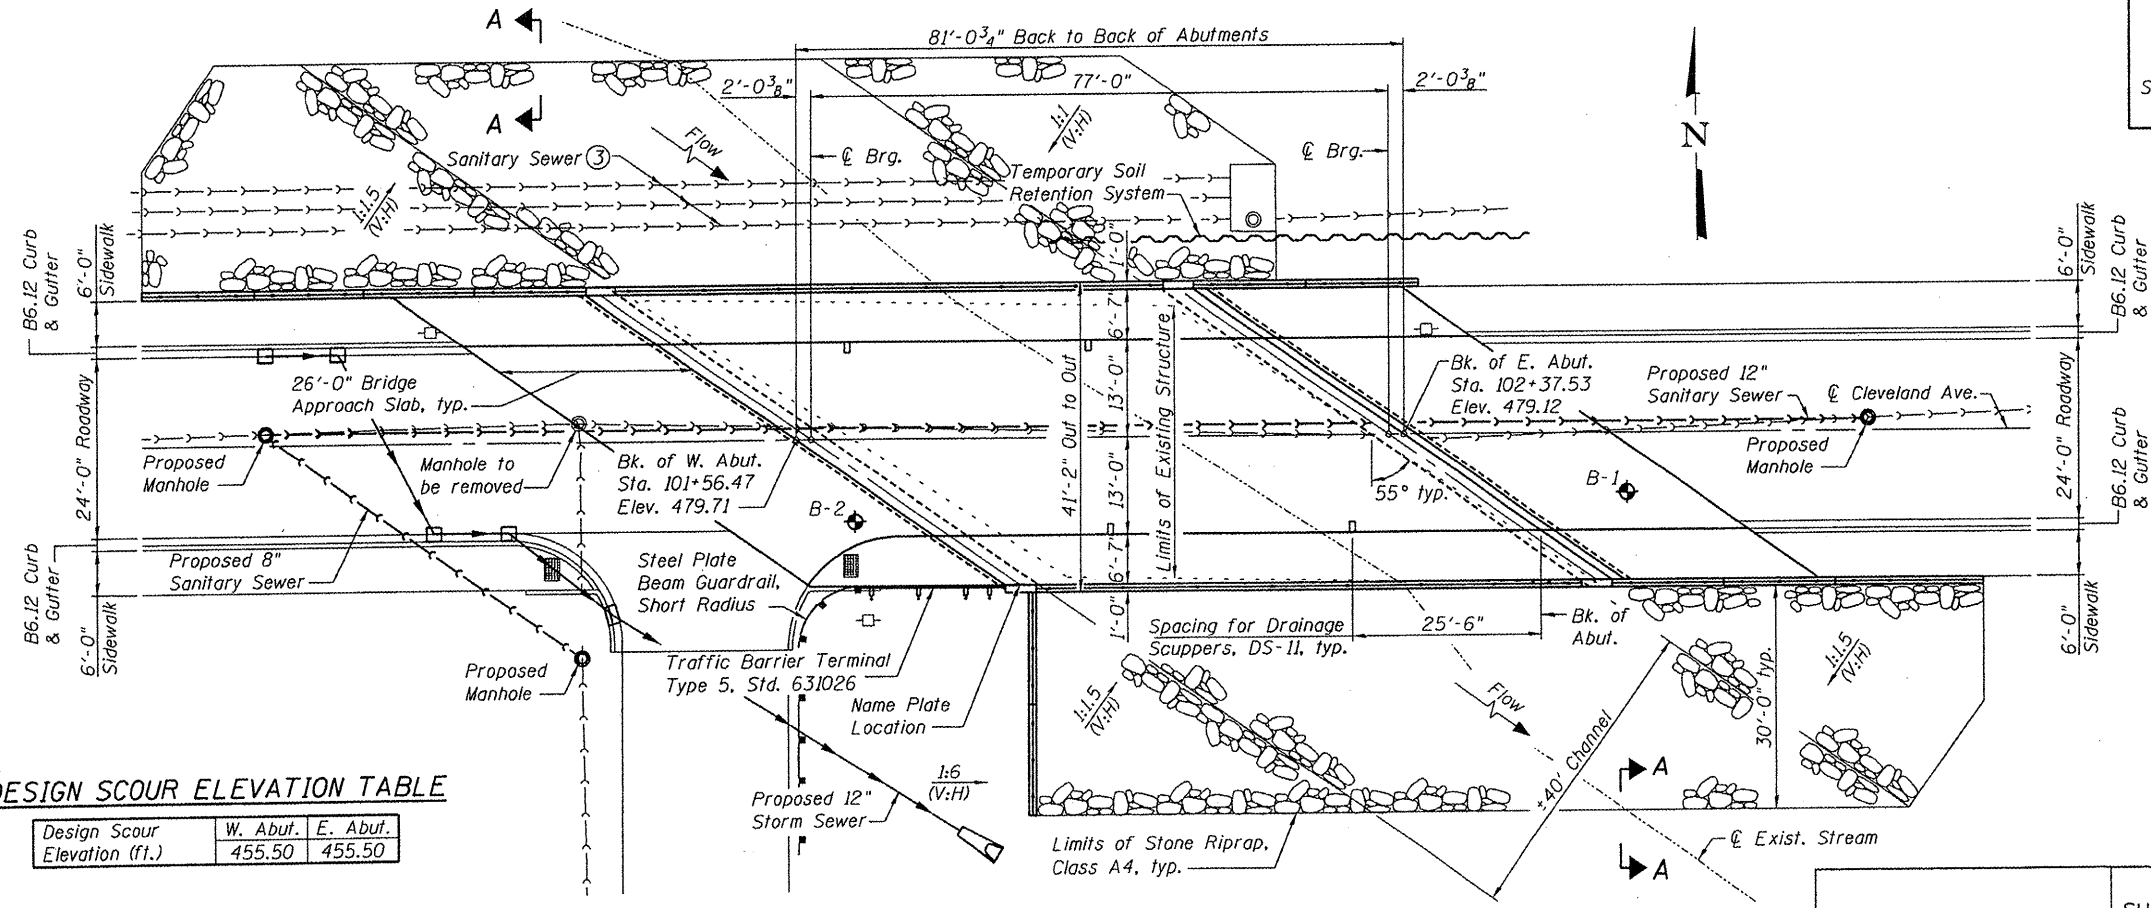 A
81'-0 3/4" Back to Back of Abutments
2'-0 3/8"
77'-0"
2'-0 3/8"
A
Flow
1:1
(V:H)
N
Sanitary Sewer 3
℄ Brg.
℄ Brg.
Temporary Soil
Retention System
1:1.5
(V:H)
B6.12 Curb
& Gutter
6'-0"
Sidewalk
1'-0"
6'-0"
Sidewalk
B6.12 Curb
& Gutter
6'-7"
Limits of Existing Structure
41'-2" Out to Out
13'-0"
26'-0" Bridge
Approach Slab, typ.
Bk. of E. Abut.
Sta. 102+37.53
Elev. 479.12
Proposed 12"
Sanitary Sewer
℄ Cleveland Ave.
24'-0" Roadway
24'-0" Roadway
Proposed
Manhole
Manhole to
be removed
Bk. of W. Abut.
Sta. 101+56.47
Elev. 479.71
B-2
13'-0"
55° typ.
B-1
Proposed
Manhole
B6.12 Curb
& Gutter
Proposed 8"
Sanitary Sewer
Steel Plate
Beam Guardrail,
Short Radius
6'-7"
B6.12 Curb
& Gutter
6'-0"
Sidewalk
1'-0"
Spacing for Drainage
Scuppers, DS-11, typ.
25'-6"
Bk. of
Abut.
6'-0"
Sidewalk
Proposed
Manhole
Traffic Barrier Terminal
Type 5, Std. 631026
Name Plate
Location
1:1.5
(V:H)
Flow
±40' Channel
30'-0" typ.
1:1.5
(V:H)
A
DESIGN SCOUR ELEVATION TABLE
Design Scour
Elevation (ft.)
W. Abut.
E. Abut.
455.50
455.50
Proposed 12"
Storm Sewer
1:6
(V:H)
Limits of Stone Riprap,
Class A4, typ.
℄ Exist. Stream
A